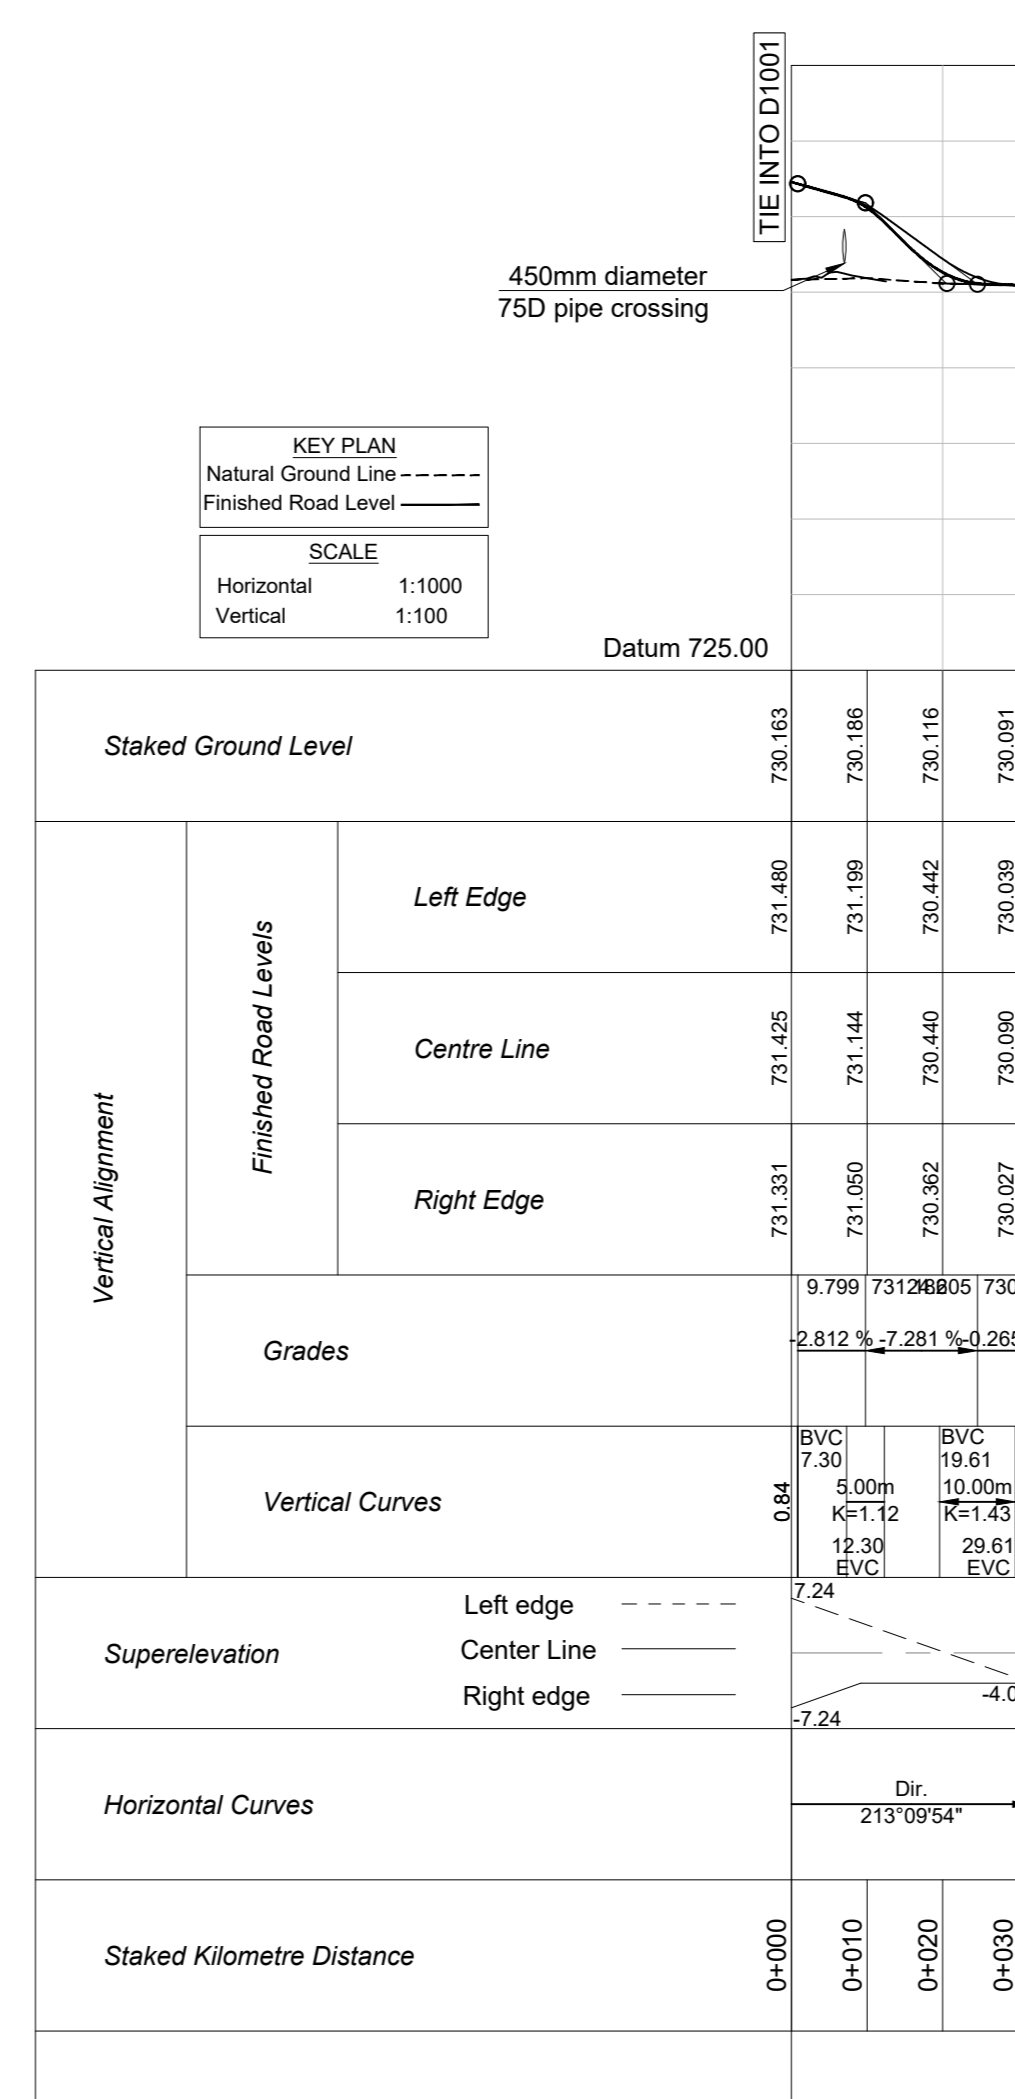 TIE INTO D1001
450mm diameter
75D pipe crossing
KEY PLAN
Natural Ground Line
Finished Road Level
SCALE
Horizontal 1:1000
Vertical 1:100
Datum 725.00
Staked Ground Level 730.163 730.186 730.116 730.091
Vertical Alignment
Finished Road Levels
Left Edge 731.480 731.199 730.442 730.039
Centre Line 731.425 731.144 730.440 730.090
Right Edge 731.331 731.050 730.362 730.027
Grades
9.799 730
-2.812 % -7.281 % -0.265
Vertical Curves
0.84
BVC BVC
7.30 19.61
5.00m 10.00m
K=1.12 K=1.43
12.30 29.61
EVC EVC
Superelevation
Left edge
Center Line
Right edge
7.24
-4.0
-7.24
Horizontal Curves
Dir.
213°09'54"
Staked Kilometre Distance 0+000 0+010 0+020 0+030